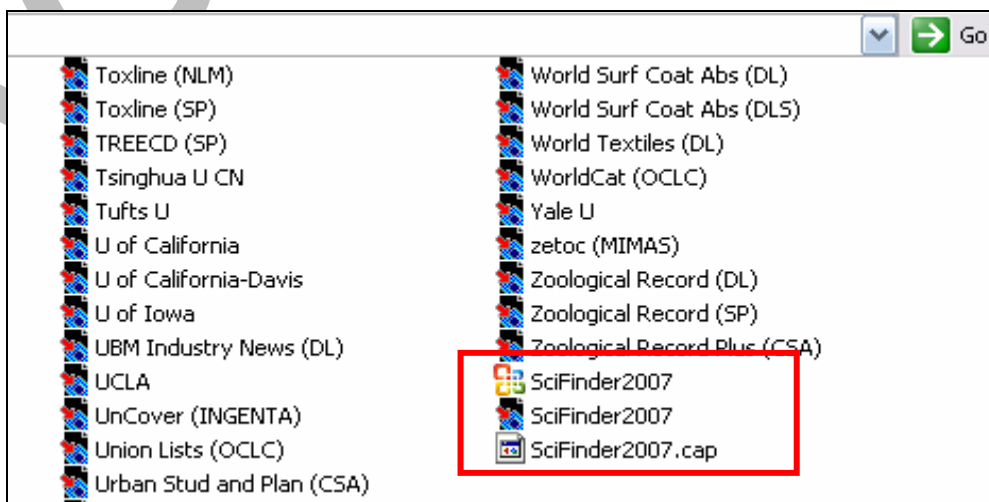 Go
Toxline (NLM)
Toxline (SP)
TREECD (SP)
Tsinghua U CN
Tufts U
U of California
U of California-Davis
U of Iowa
UBM Industry News (DL)
UCLA
UnCover (INGENTA)
Union Lists (OCLC)
Urban Stud and Plan (CSA)
World Surf Coat Abs (DL)
World Surf Coat Abs (DLS)
World Textiles (DL)
WorldCat (OCLC)
Yale U
zetoc (MIMAS)
Zoological Record (DL)
Zoological Record (SP)
Zoological Record Plus (CSA)
SciFinder2007
SciFinder2007
SciFinder2007.cap